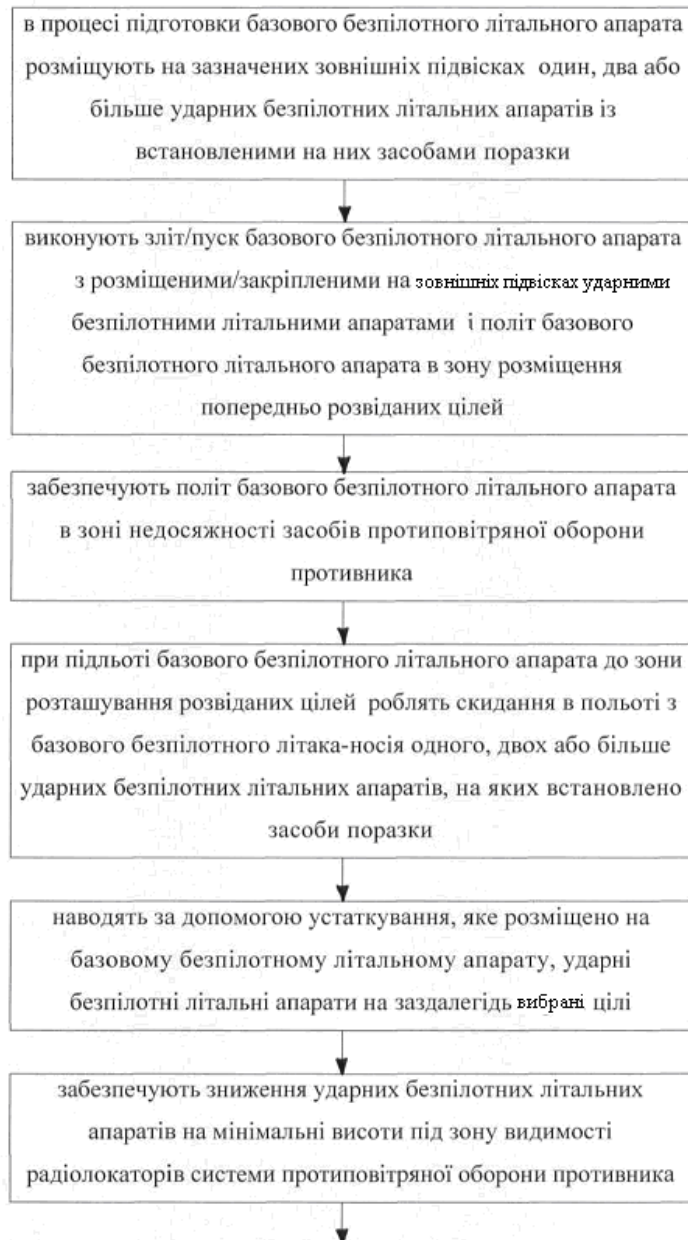 в процесі підготовки базового безпілотного літального апарата
розміщують на зазначених зовнішніх підвісках один, два або
більше ударних безпілотних літальних апаратів із
встановленими на них засобами поразки
виконують зліт/пуск базового безпілотного літального апарата
з розміщеними/закріпленими на зовнішніх підвісках ударними
безпілотними літальними апаратами і політ базового
безпілотного літального апарата в зону розміщення
попередньо розвіданих цілей
забезпечують політ базового безпілотного літального апарата
в зоні недосяжності засобів протиповітряної оборони
противника
при підльоті базового безпілотного літального апарата до зони
розташування розвіданих цілей роблять скидання в польоті з
базового безпілотного літака-носія одного, двох або більше
ударних безпілотних літальних апаратів, на яких встановлено
засоби поразки
наводять за допомогою устаткування, яке розміщено на
базовому безпілотному літальному апарату, ударні
безпілотні літальні апарати на заздалегідь вибрані цілі
забезпечують зниження ударних безпілотних літальних
апаратів на мінімальні висоти під зону видимості
радіолокаторів системи протиповітряної оборони противника